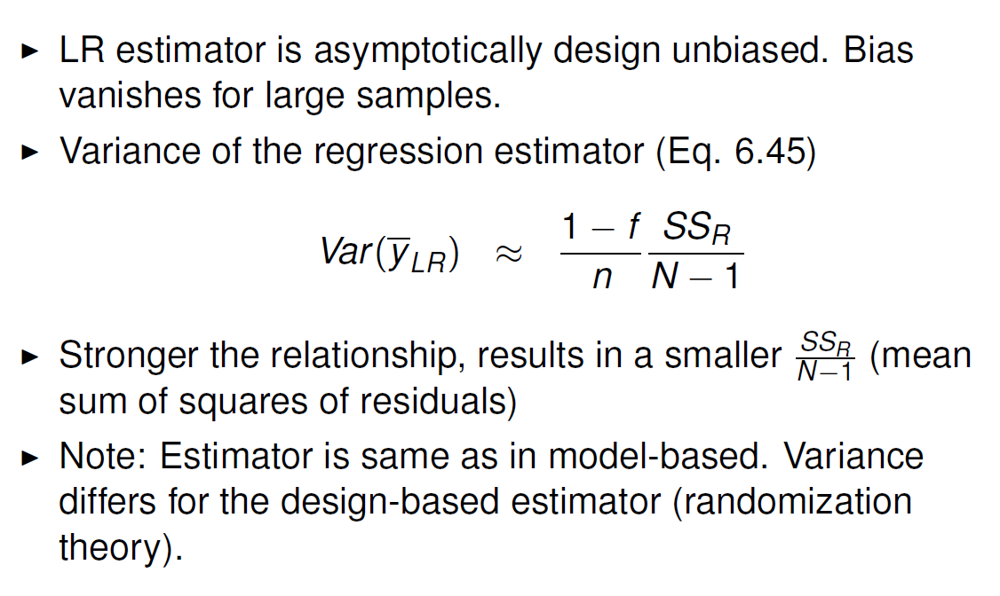 ► LR estimator is asymptotically design unbiased. Bias
vanishes for large samples.
► Variance of the regression estimator (Eq. 6.45)
Var(y̅_LR) ≈ \frac{1 − f}{n} \frac{SS_R}{N − 1}
► Stronger the relationship, results in a smaller \frac{SS_R}{N−1} (mean
sum of squares of residuals)
► Note: Estimator is same as in model-based. Variance
differs for the design-based estimator (randomization
theory).